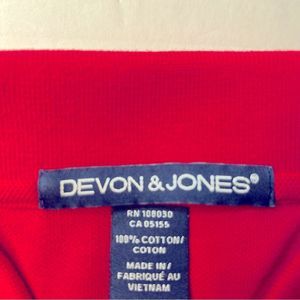 DEVON & JONES®
RN 108030
CA 05155
100% COTTON/
COTON
MADE IN/
FABRIQUÉ AU
VIETNAM